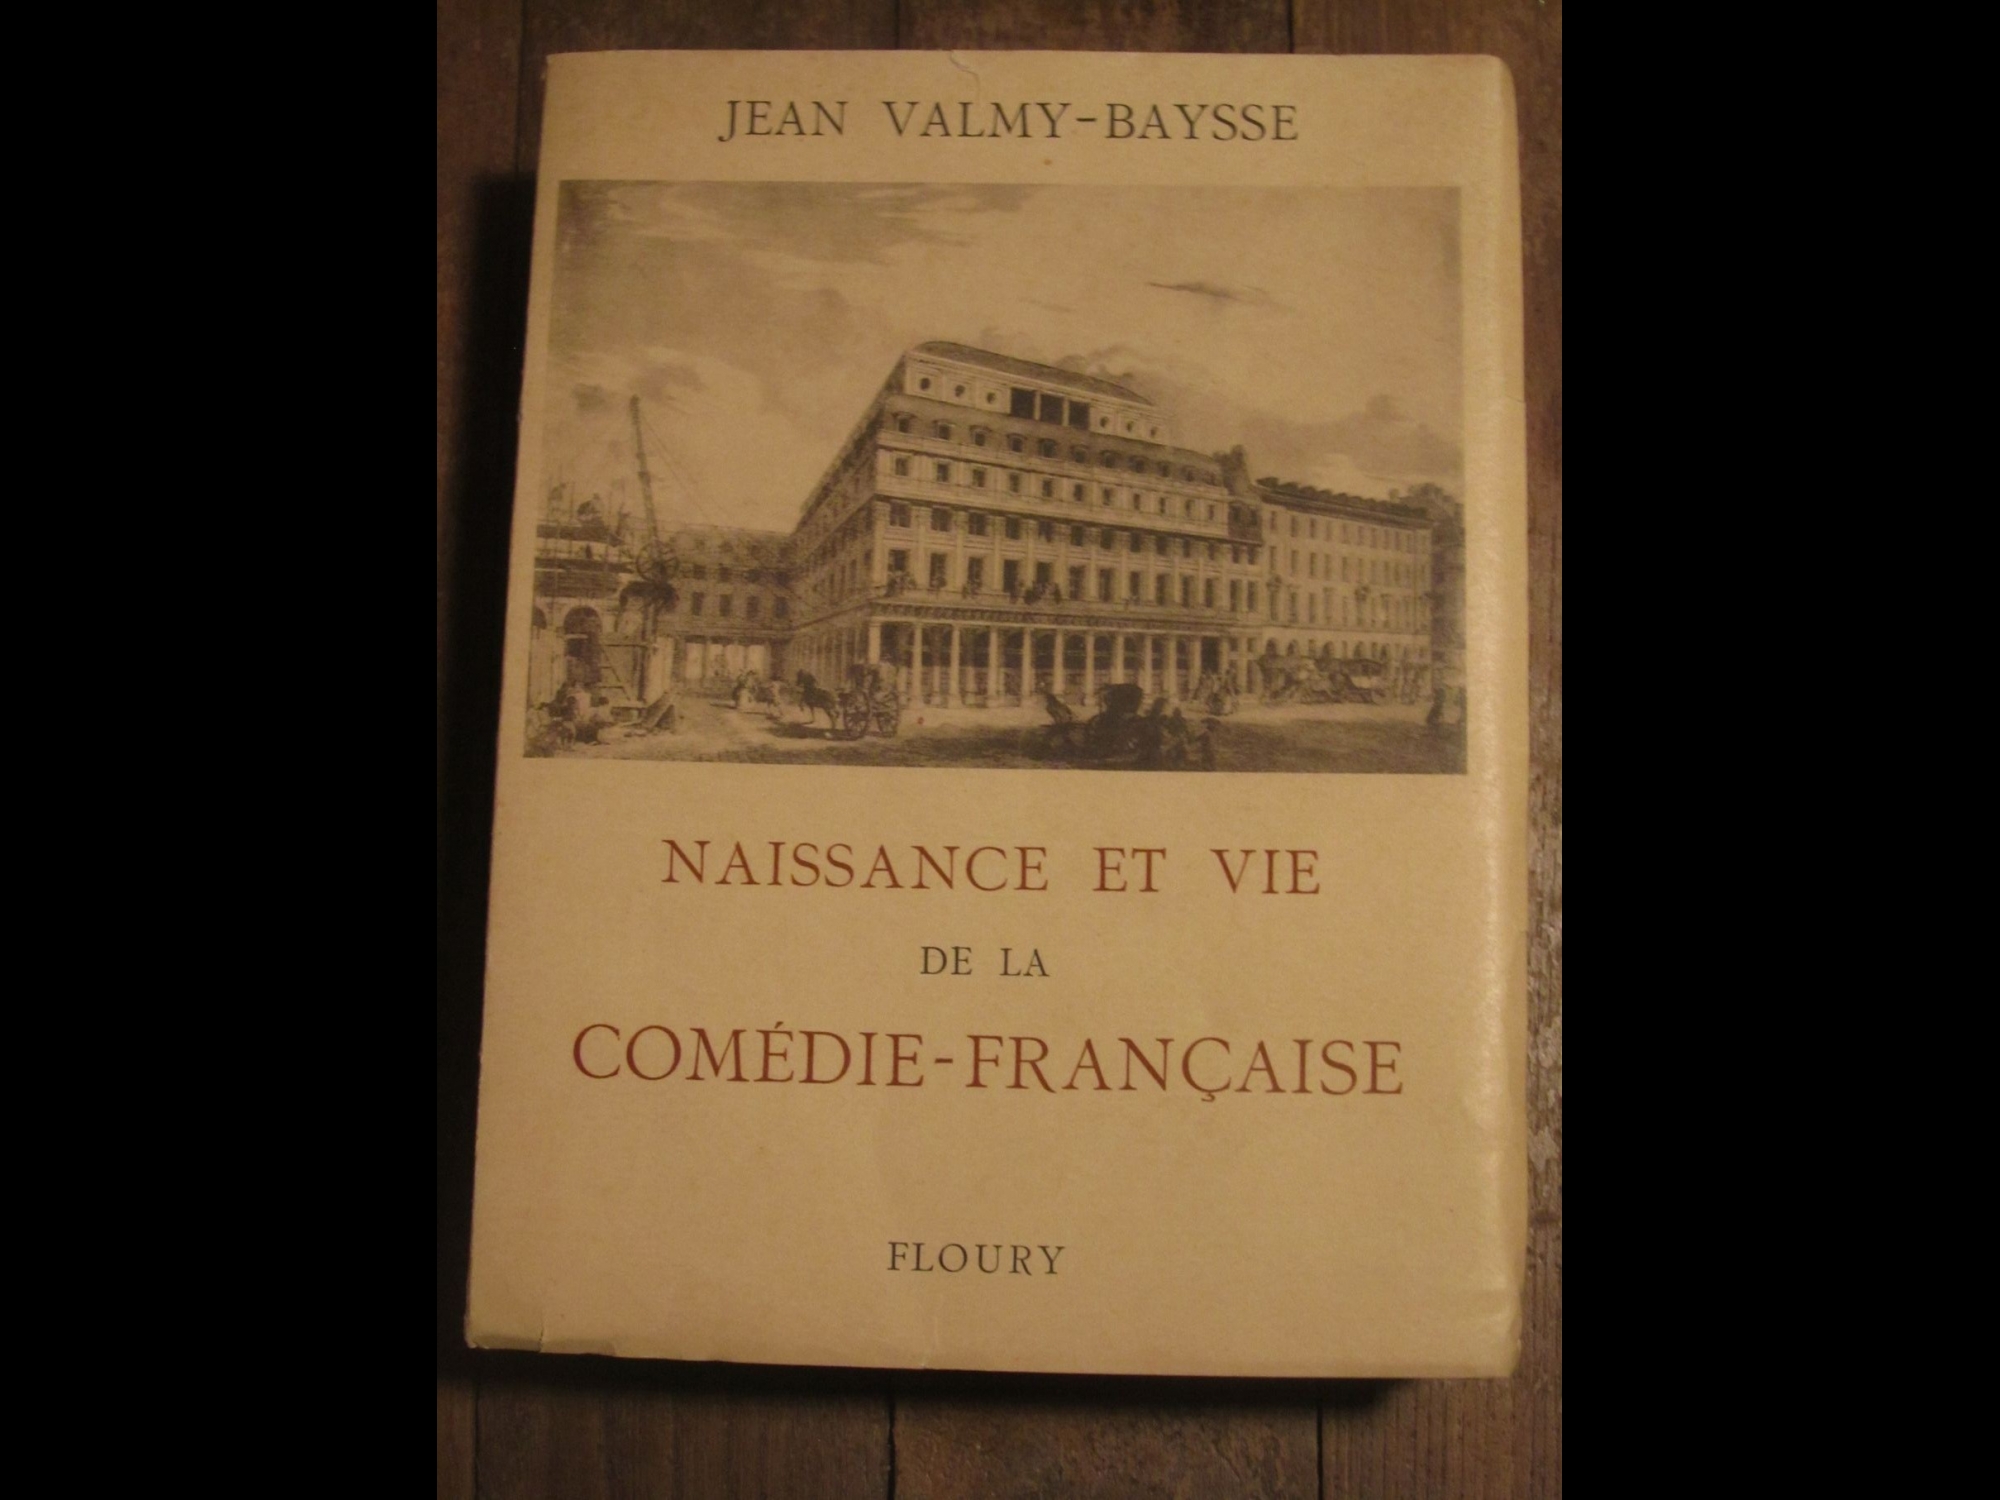 JEAN VALMY-BAYSSE
NAISSANCE ET VIE
DE LA
COMÉDIE-FRANÇAISE
FLOURY